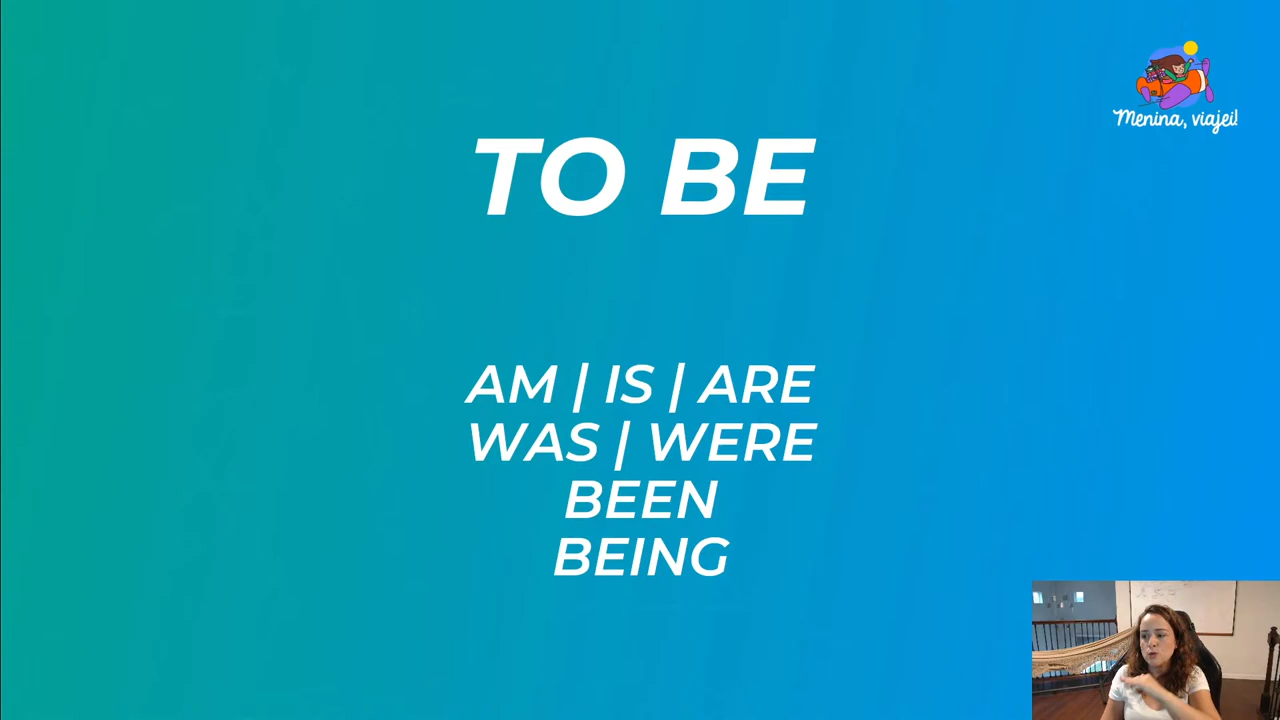 Menina, viajei!
TO BE
AM | IS | ARE
WAS | WERE
BEEN
BEING